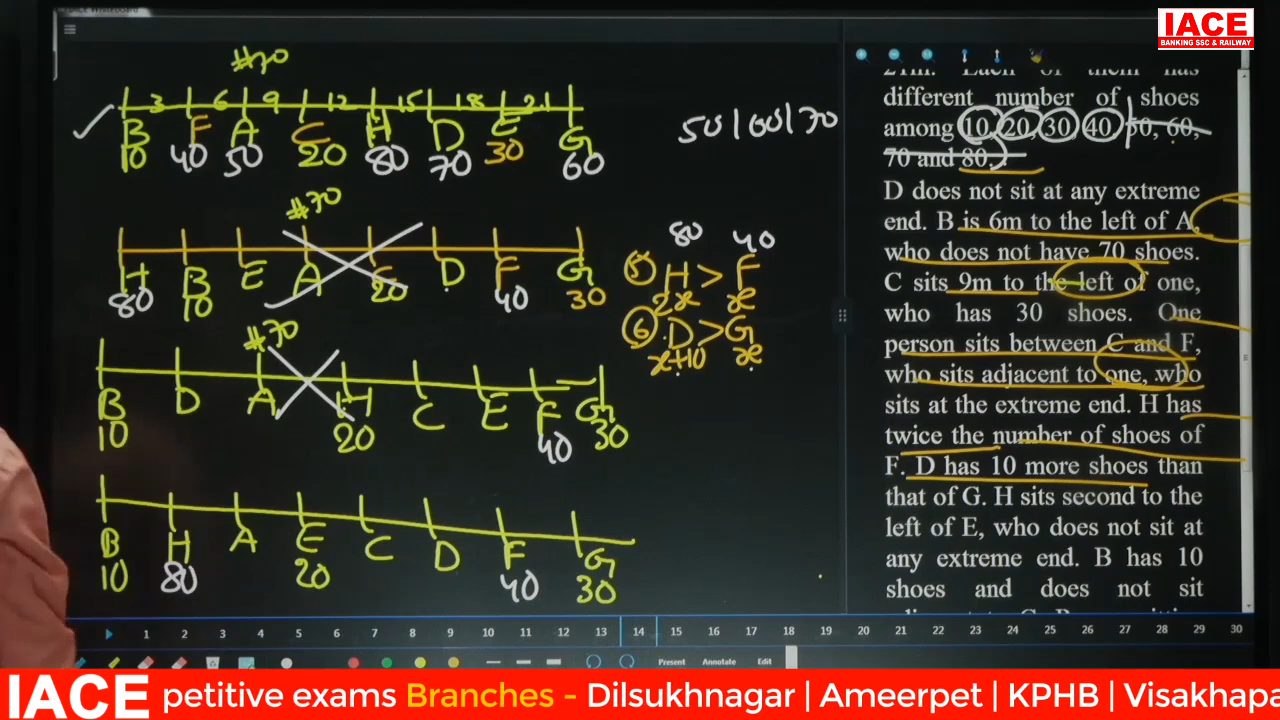 IACE
BANKING SSC & RAILWAY
#70
3 6 9 12 15 18 21
B F A C H D E G
10 40 50 20 80 70 30 60
50/60/70
#70
H B E A C D F G
80 10 20 40 30
80 40
5 H > F
2x x
6 D > G
x+10 x
#70
B D A H C E F G
10 20 40 30
B H A E C D F G
10 80 20 40 30
21m. Each of them has
different number of shoes
among 10, 20, 30, 40, 50, 60,
70 and 80.
D does not sit at any extreme
end. B is 6m to the left of A,
who does not have 70 shoes.
C sits 9m to the left of one,
who has 30 shoes. One
person sits between C and F,
who sits adjacent to one, who
sits at the extreme end. H has
twice the number of shoes of
F. D has 10 more shoes than
that of G. H sits second to the
left of E, who does not sit at
any extreme end. B has 10
shoes and does not sit
1 2 3 4 5 6 7 8 9 10 11 12 13 14 15 16 17 18 19 20 21 22 23 24 25 26 27 28 29 30
Present Annotate Edit
IACE petitive exams Branches - Dilsukhnagar | Ameerpet | KPHB | Visakhapa